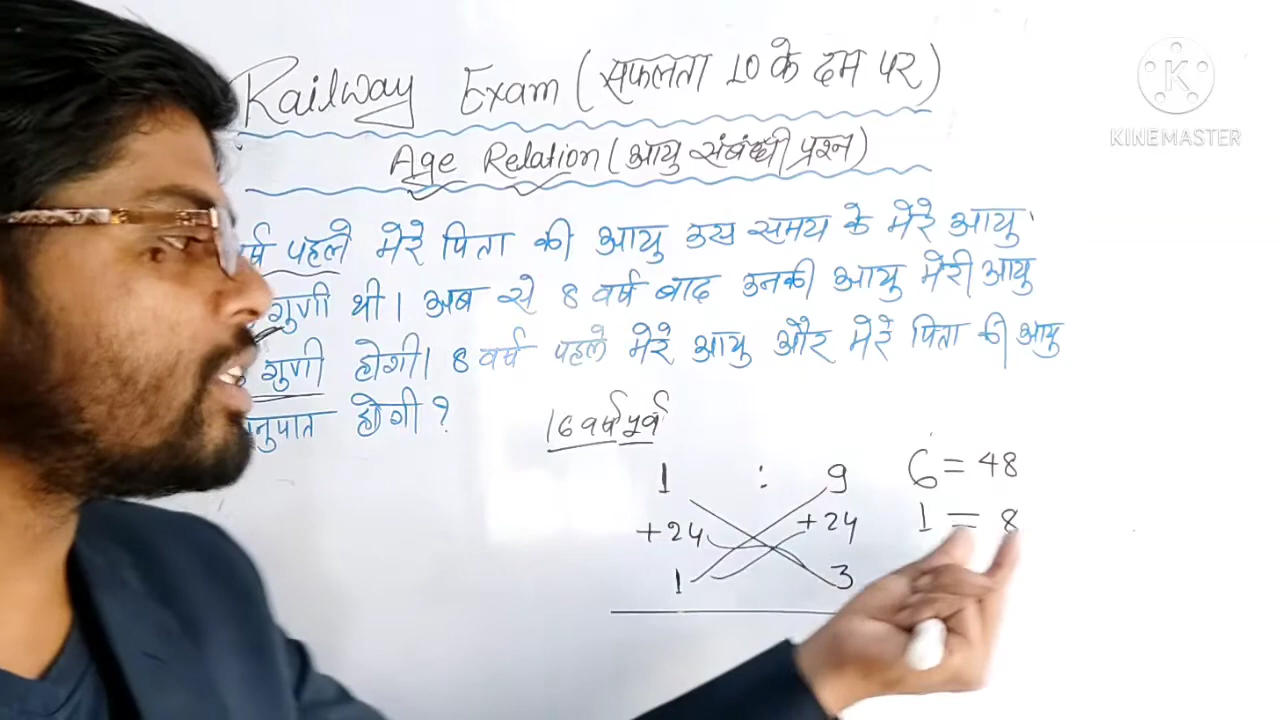 Railway Exam (सफलता 10 के दम पर)
KINEMASTER
Age Relation (आयु संबंधी प्रश्न)
पहले मेरे पिता की आयु उस समय के मेरे आयु
गुणी थी। अब से 8 वर्ष बाद उनकी आयु मेरी आयु
गुणी होगी। 8 वर्ष पहले मेरे आयु और मेरे पिता की आयु
होगी ?
16 वर्ष पूर्व
1 : 9
+24 +24
1 3
6 = 48
1 = 8